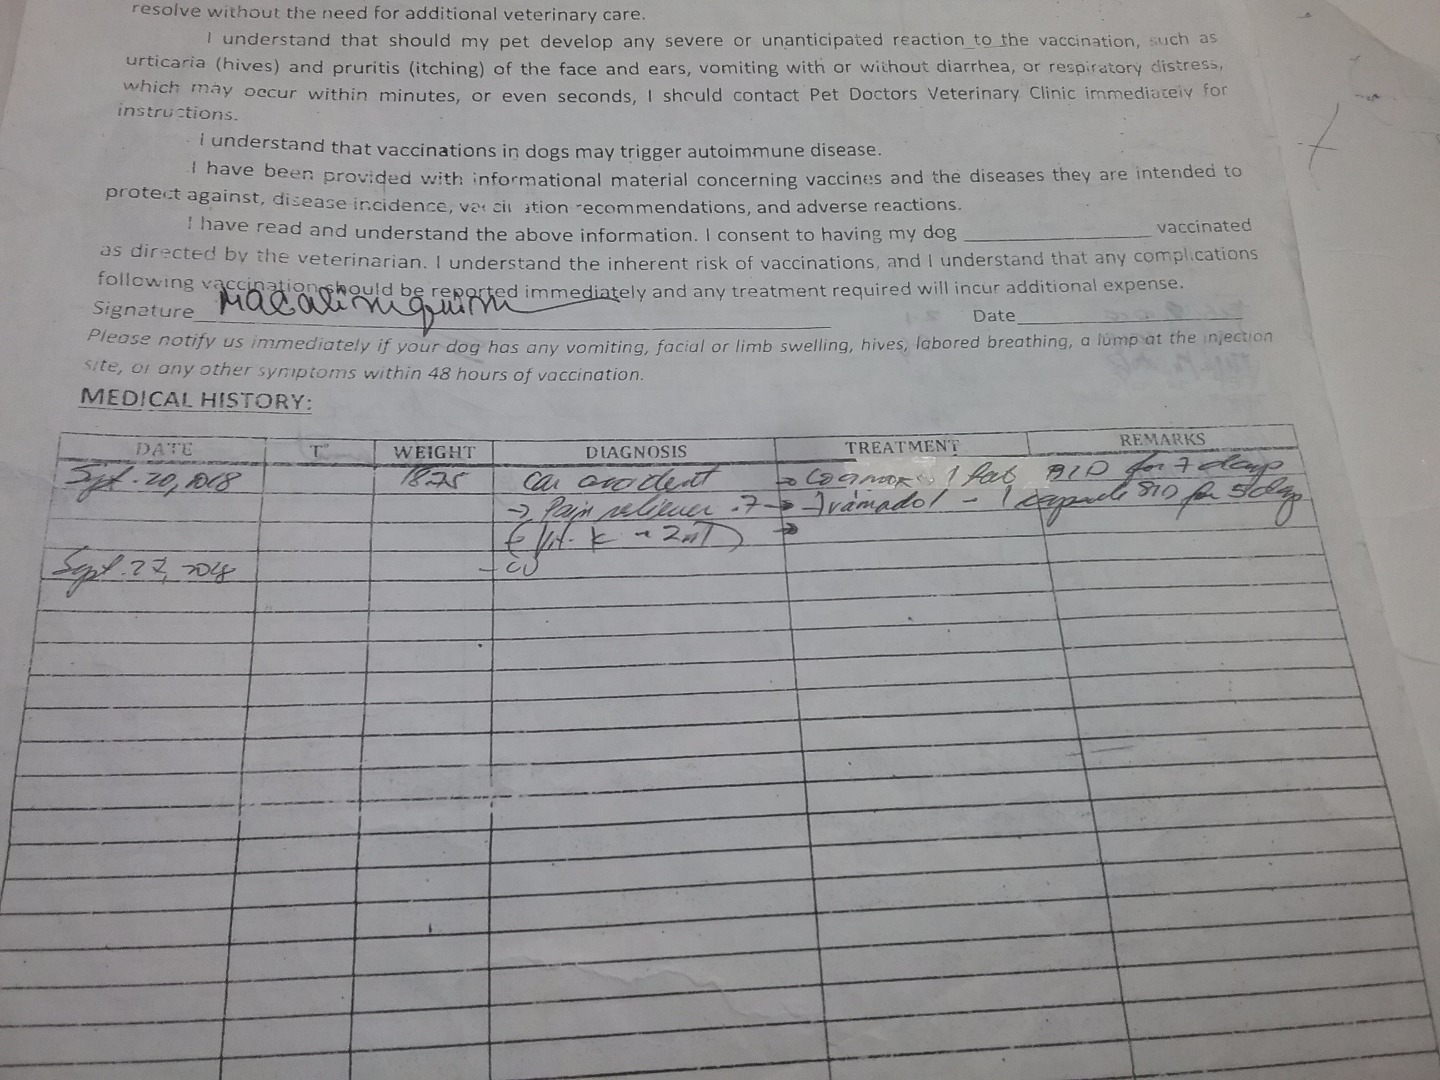 resolve without the need for additional veterinary care.
I understand that should my pet develop any severe or unanticipated reaction to the vaccination, such as
urticaria (hives) and pruritis (itching) of the face and ears, vomiting with or without diarrhea, or respiratory distress,
which may occur within minutes, or even seconds, I should contact Pet Doctors Veterinary Clinic immediately for
instructions.
I understand that vaccinations in dogs may trigger autoimmune disease.
I have been provided with informational material concerning vaccines and the diseases they are intended to
protect against, disease incidence, vaccination recommendations, and adverse reactions.
I have read and understand the above information. I consent to having my dog ____________ vaccinated
as directed by the veterinarian. I understand the inherent risk of vaccinations, and I understand that any complications
following vaccination should be reported immediately and any treatment required will incur additional expense.
Signature Macalinquim Date
Please notify us immediately if your dog has any vomiting, facial or limb swelling, hives, labored breathing, a lump at the injection
site, or any other symptoms within 48 hours of vaccination.
MEDICAL HISTORY:
DATE T° WEIGHT DIAGNOSIS TREATMENT REMARKS
Sept. 20, 2018 18.75 Car accident → 1 tab BID for 7 days
→ Pain reliever .7 → Tramadol - 1 capsule for 5 days
Vit. K - 2ml →
Sept. 27, 2018 -